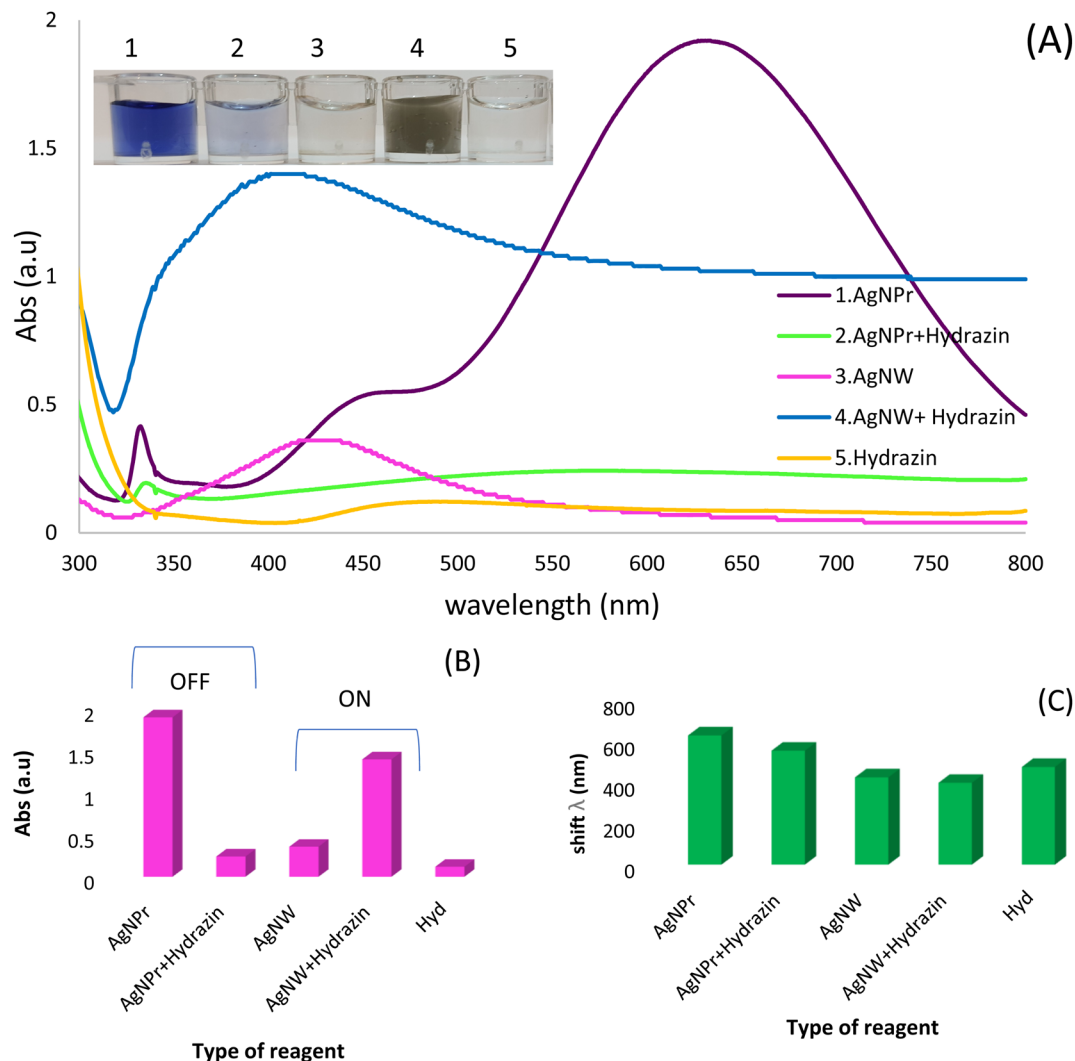 (A)
1 2 3 4 5
2
1.5
1
0.5
0
Abs (a.u)
300 350 400 450 500 550 600 650 700 750 800
wavelength (nm)
1.AgNPr
2.AgNPr+Hydrazin
3.AgNW
4.AgNW+ Hydrazin
5.Hydrazin
(B)
OFF
ON
2
1.5
1
0.5
0
Abs (a.u)
AgNPr
AgNPr+Hydrazin
AgNW
AgNW+Hydrazin
Hyd
Type of reagent
(C)
800
600
400
200
0
shift λ (nm)
AgNPr
AgNPr+Hydrazin
AgNW
AgNW+Hydrazin
Hyd
Type of reagent